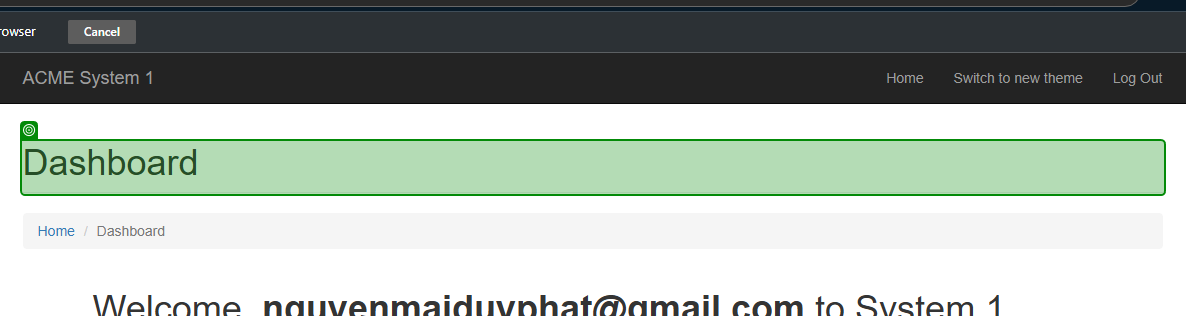 rowser Cancel
ACME System 1 Home Switch to new theme Log Out
Dashboard
Home / Dashboard
Welcome, nguyenmaiduyphat@gmail.com to System 1